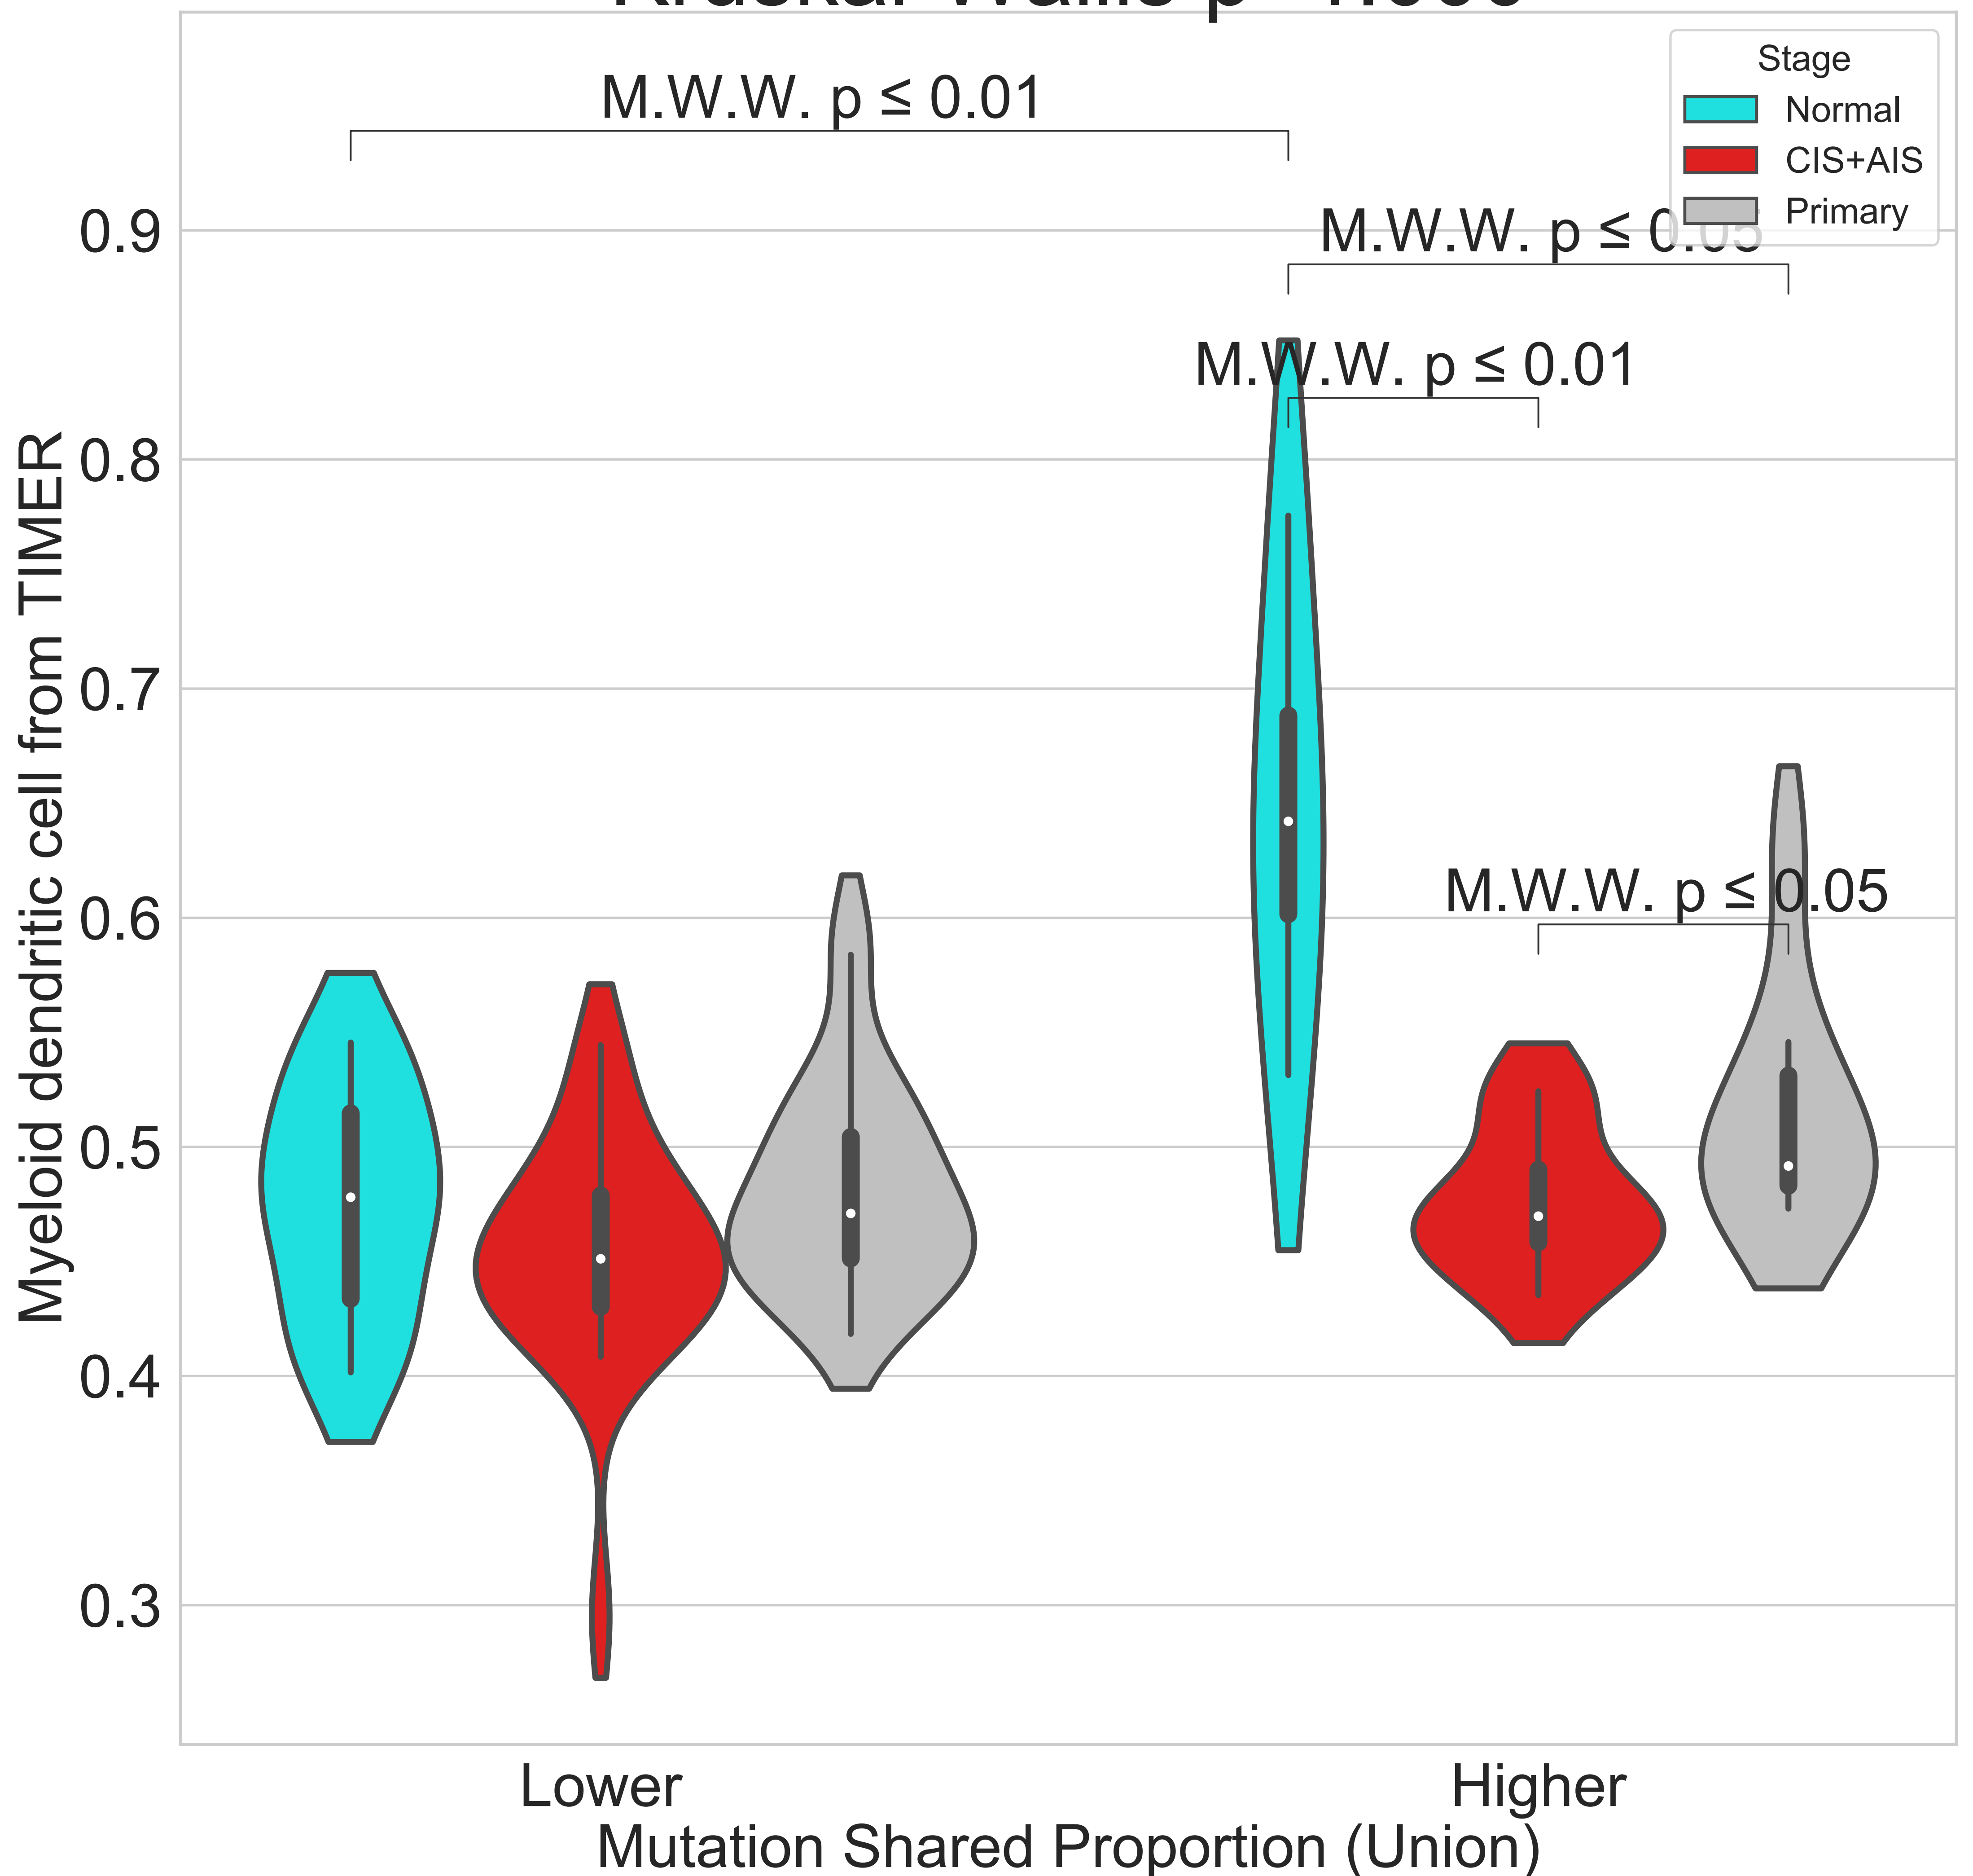 M.W.W. p ≤ 0.01
Stage
Normal
CIS+AIS
Primary
M.W.W. p ≤ 0.05
M.W.W. p ≤ 0.01
M.W.W. p ≤ 0.05
0.9
0.8
0.7
0.6
0.5
0.4
0.3
Myeloid dendritic cell from TIMER
Lower
Higher
Mutation Shared Proportion (Union)